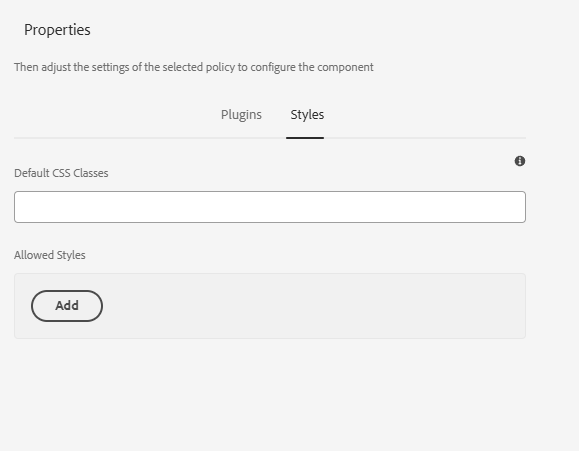 Properties
Then adjust the settings of the selected policy to configure the component
Plugins Styles
Default CSS Classes
Allowed Styles
Add